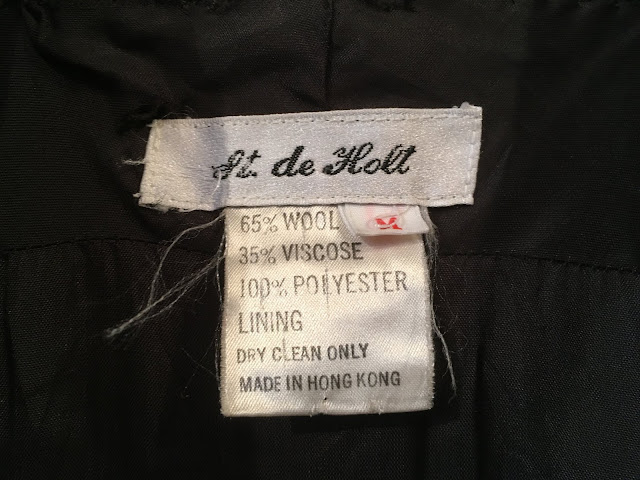 St. de Holt
65% WOOL
35% VISCOSE
100% POLYESTER
LINING
DRY CLEAN ONLY
MADE IN HONG KONG